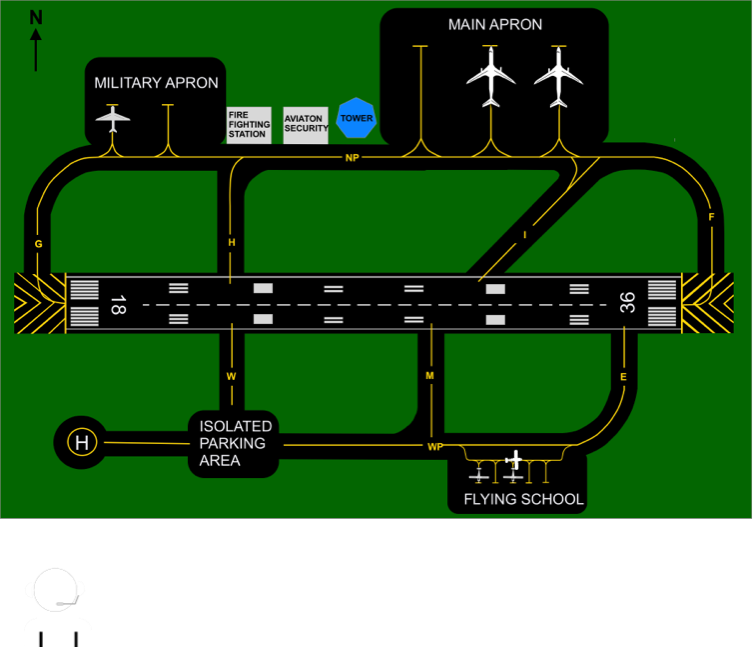 N
MAIN APRON
MILITARY APRON
FIRE
FIGHTING
STATION
AVIATON
SECURITY
TOWER
NP
G
H
I
F
18
36
W
M
E
H
ISOLATED
PARKING
AREA
WP
FLYING SCHOOL